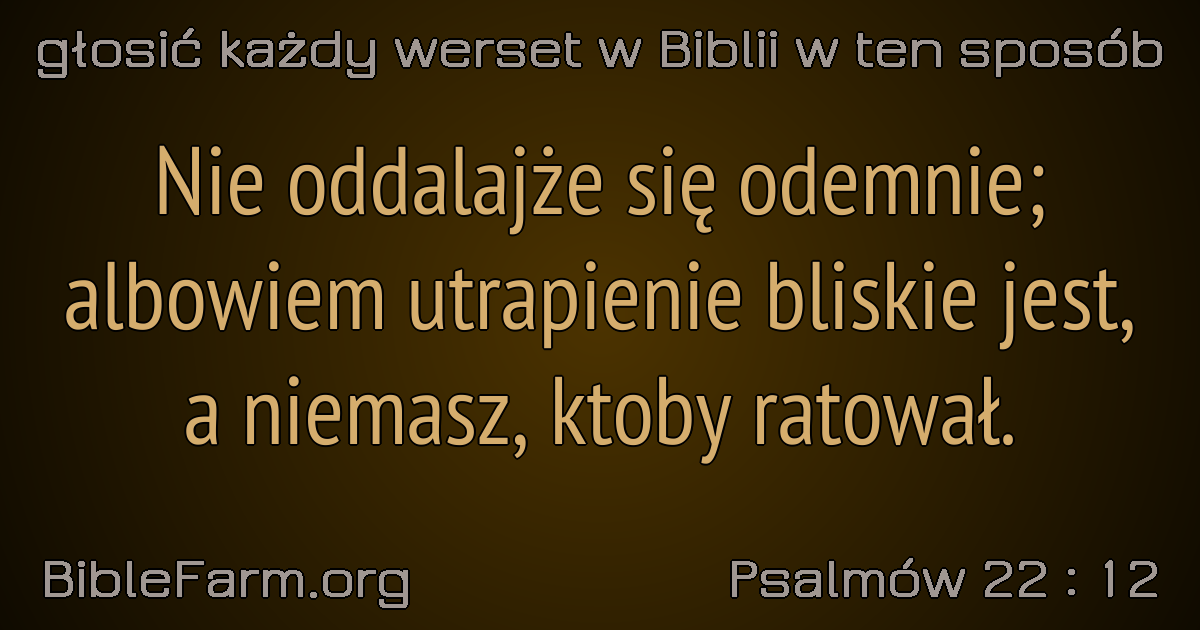 głosić każdy werset w Biblii w ten sposób
Nie oddalajże się odemnie;
albowiem utrapienie bliskie jest,
a niemasz, ktoby ratował.
BibleFarm.org
Psalmów 22 : 12